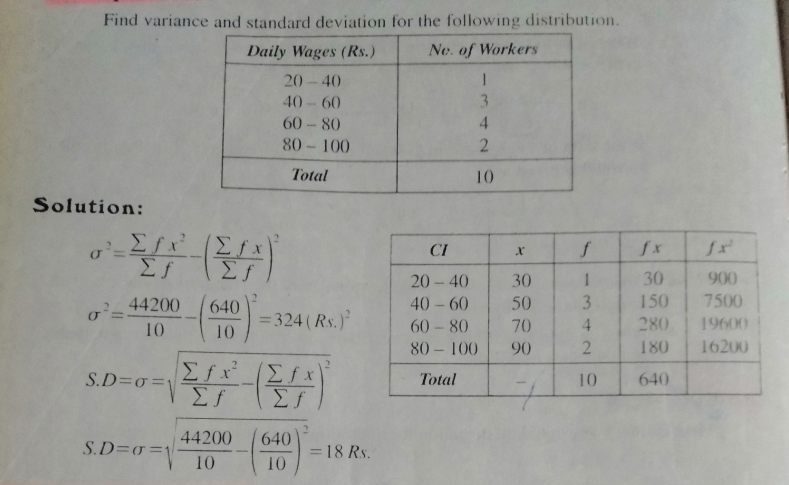 Find variance and standard deviation for the following distribution.
Daily Wages (Rs.) No. of Workers
20 – 40 1
40 – 60 3
60 – 80 4
80 – 100 2
Total 10
Solution:
σ² = Σfx² / Σf − (Σfx / Σf)²
σ² = 44200 / 10 − (640 / 10)² = 324 (Rs.)²
S.D = σ = √(Σfx² / Σf − (Σfx / Σf)²)
S.D = σ = √(44200 / 10 − (640 / 10)²) = 18 Rs.
CI x f fx fx²
20 – 40 30 1 30 900
40 – 60 50 3 150 7500
60 – 80 70 4 280 19600
80 – 100 90 2 180 16200
Total – 10 640